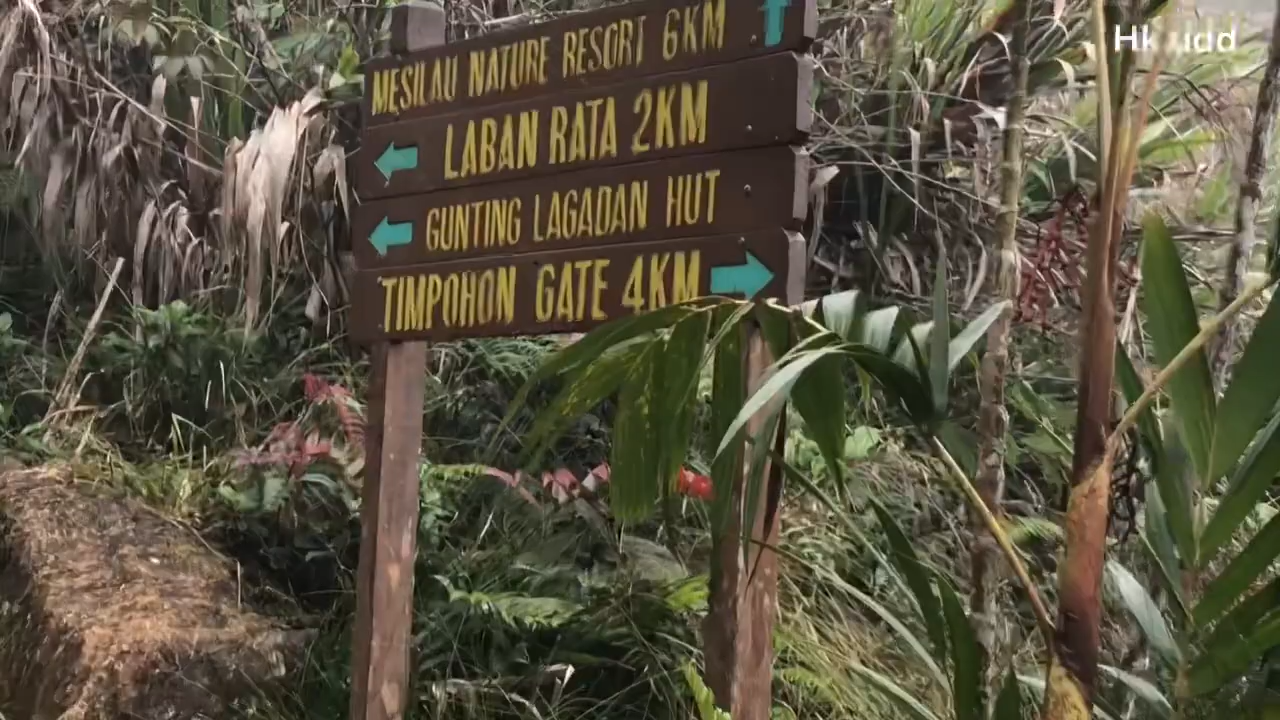 MESILAU NATURE RESORT 6KM
LABAN RATA 2KM
GUNTING LAGADAN HUT
TIMPOHON GATE 4KM